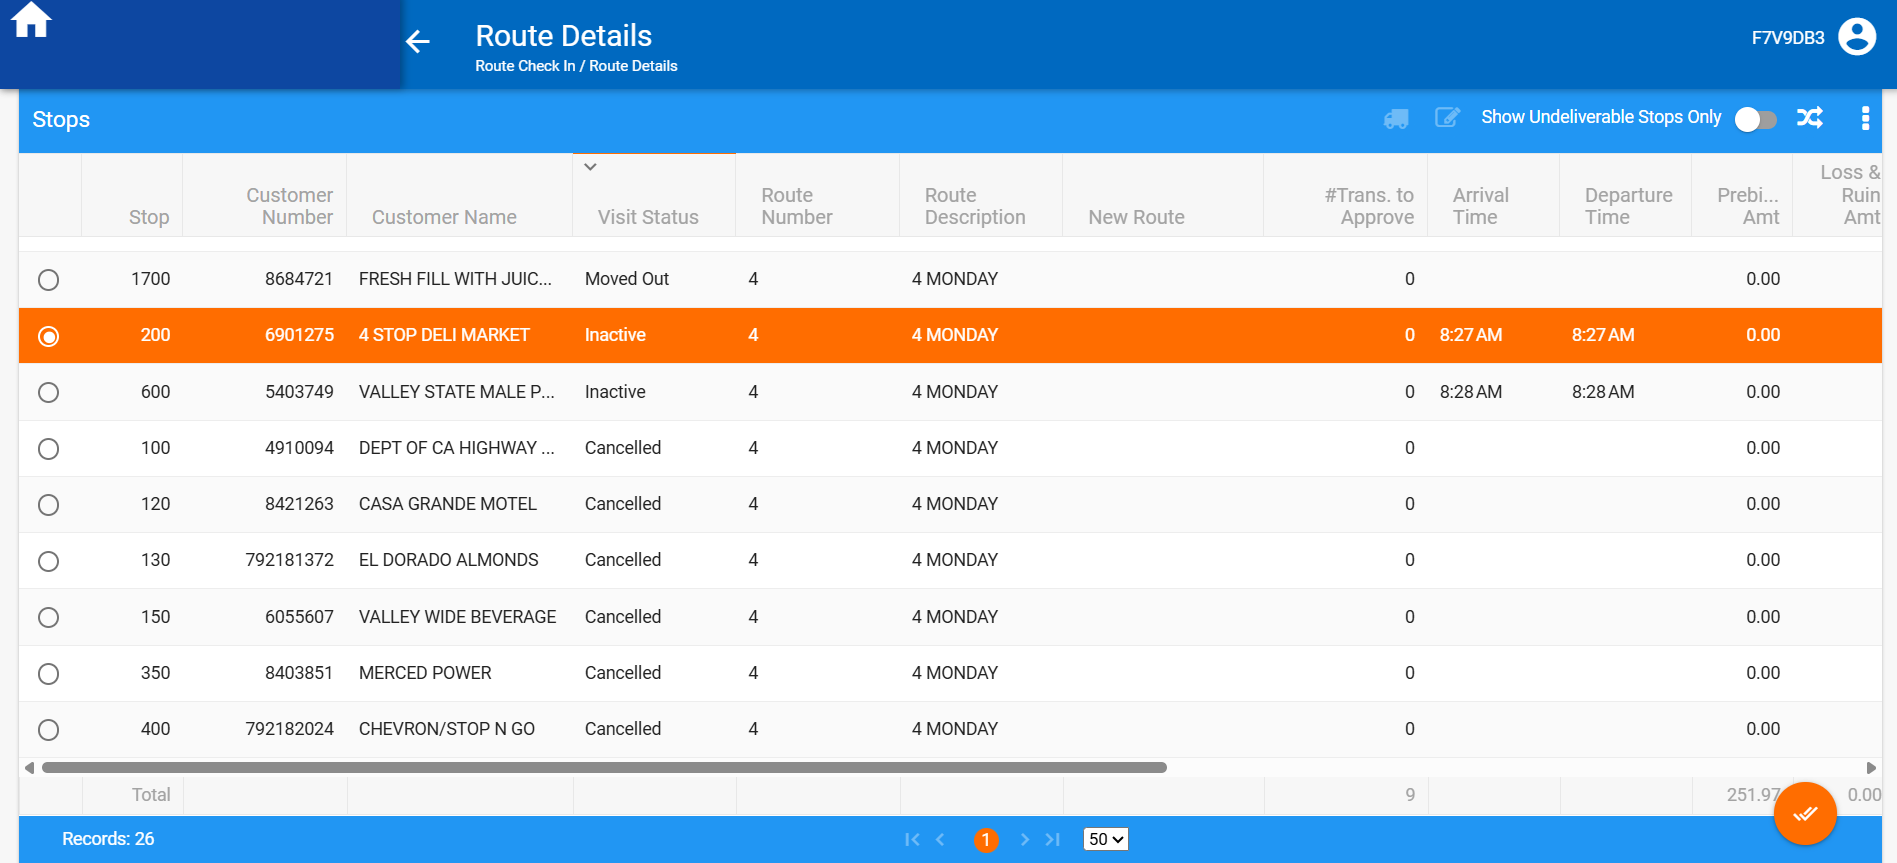 Route Details
Route Check In / Route Details
F7V9DB3
Stops
Show Undeliverable Stops Only
Stop Customer Number Customer Name Visit Status Route Number Route Description New Route #Trans. to Approve Arrival Time Departure Time Prebi... Amt Loss & Ruin Amt
1700 8684721 FRESH FILL WITH JUIC... Moved Out 4 4 MONDAY 0 0.00
200 6901275 4 STOP DELI MARKET Inactive 4 4 MONDAY 0 8:27 AM 8:27 AM 0.00
600 5403749 VALLEY STATE MALE P... Inactive 4 4 MONDAY 0 8:28 AM 8:28 AM 0.00
100 4910094 DEPT OF CA HIGHWAY ... Cancelled 4 4 MONDAY 0 0.00
120 8421263 CASA GRANDE MOTEL Cancelled 4 4 MONDAY 0 0.00
130 792181372 EL DORADO ALMONDS Cancelled 4 4 MONDAY 0 0.00
150 6055607 VALLEY WIDE BEVERAGE Cancelled 4 4 MONDAY 0 0.00
350 8403851 MERCED POWER Cancelled 4 4 MONDAY 0 0.00
400 792182024 CHEVRON/STOP N GO Cancelled 4 4 MONDAY 0 0.00
Total 9 251.97 0.00
Records: 26 1 50